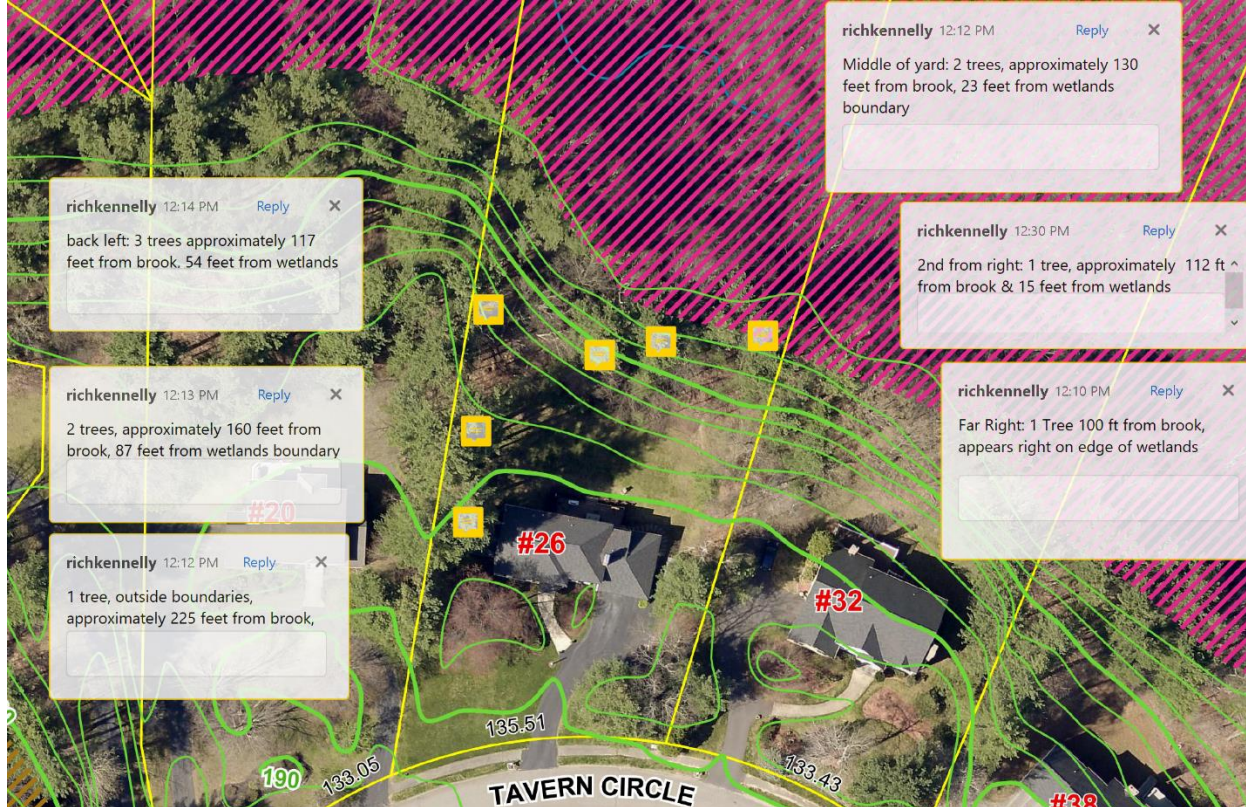 richkennelly 12:12 PM Reply ×
Middle of yard: 2 trees, approximately 130
feet from brook, 23 feet from wetlands
boundary
richkennelly 12:14 PM Reply ×
back left: 3 trees approximately 117
feet from brook, 54 feet from wetlands
richkennelly 12:30 PM Reply ×
2nd from right: 1 tree, approximately 112 ft
from brook & 15 feet from wetlands
richkennelly 12:13 PM Reply ×
2 trees, approximately 160 feet from
brook, 87 feet from wetlands boundary
richkennelly 12:10 PM Reply ×
Far Right: 1 Tree 100 ft from brook,
appears right on edge of wetlands
#20
richkennelly 12:12 PM Reply ×
1 tree, outside boundaries,
approximately 225 feet from brook,
#26
#32
135.51
190
133.05
133.43
TAVERN CIRCLE
#38